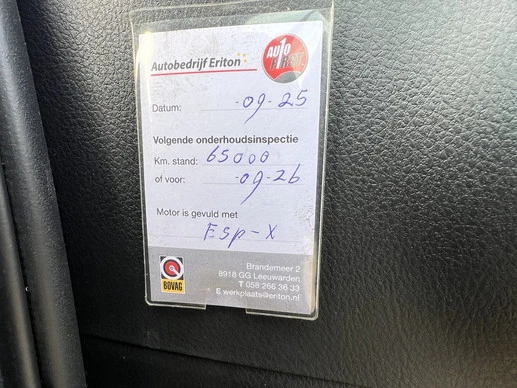 Autobedrijf Eriton
AUTO
FIRST
Datum: -09-25
Volgende onderhoudsinspectie
Km. stand: 65000
of voor: -09-26
Motor is gevuld met
Esp-x
Brandemeer 2
8918 GG Leeuwarden
T 058 266 36 33
E werkplaats@eriton.nl
BOVAG